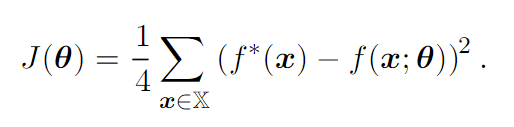 J(θ) = 1/4 ∑_{x∈𝕏} (f*(x) − f(x; θ))² .